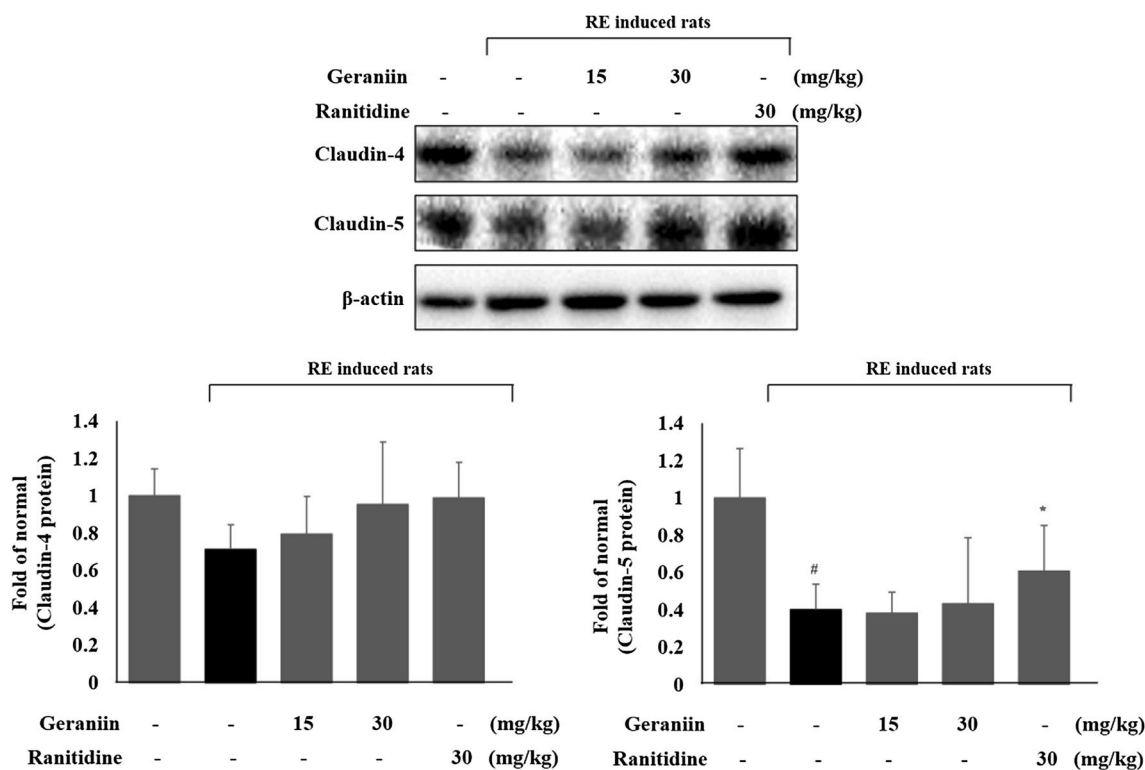 RE induced rats
Geraniin - - 15 30 - (mg/kg)
Ranitidine - - - - 30 (mg/kg)
Claudin-4
Claudin-5
β-actin
RE induced rats
Fold of normal
(Claudin-4 protein)
1.4
1.2
1
0.8
0.6
0.4
0.2
0
Geraniin - - 15 30 - (mg/kg)
Ranitidine - - - - 30 (mg/kg)
RE induced rats
Fold of normal
(Claudin-5 protein)
1.4
1.2
1
0.8
0.6
0.4
0.2
0
#
*
Geraniin - - 15 30 - (mg/kg)
Ranitidine - - - - 30 (mg/kg)